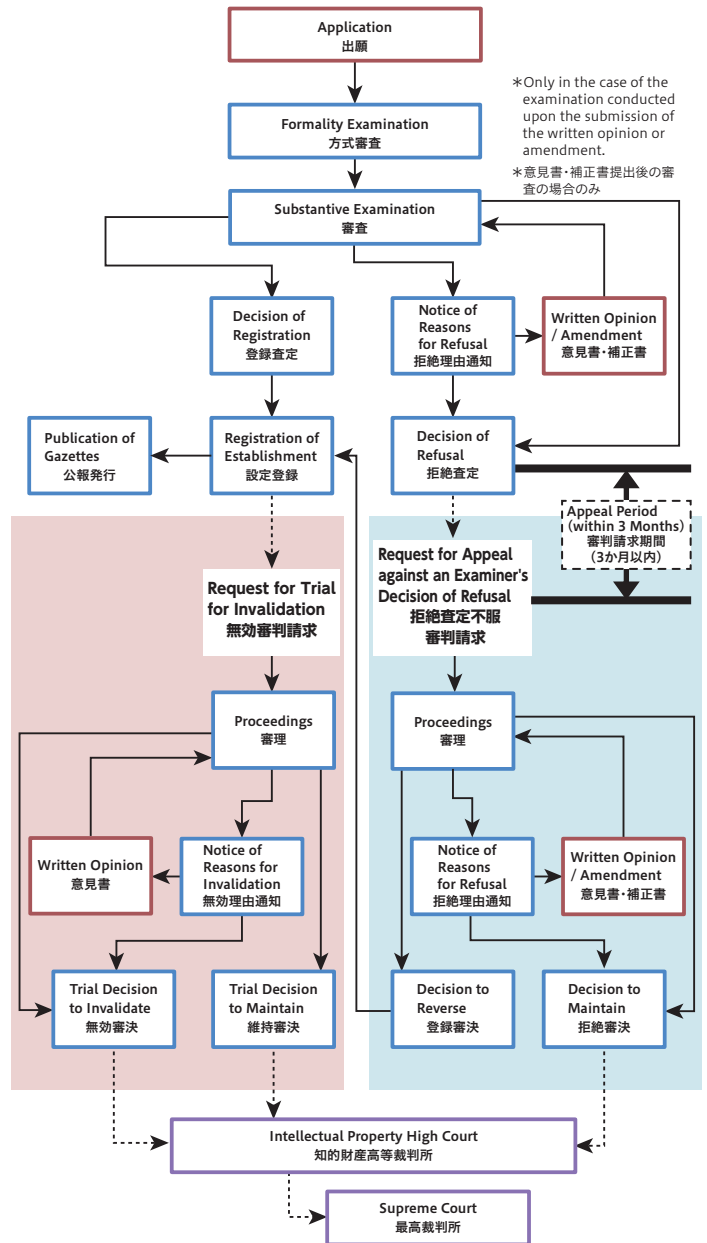 Application
出願
＊Only in the case of the
examination conducted
upon the submission of
the written opinion or
amendment.
＊意見書・補正書提出後の審
査の場合のみ
Formality Examination
方式審査
Substantive Examination
審査
Decision of
Registration
登録査定
Notice of
Reasons
for Refusal
拒絶理由通知
Written Opinion
/ Amendment
意見書・補正書
Publication of
Gazettes
公報発行
Registration of
Establishment
設定登録
Decision of
Refusal
拒絶査定
Appeal Period
(within 3 Months)
審判請求期間
（3か月以内）
Request for Trial
for Invalidation
無効審判請求
Request for Appeal
against an Examiner's
Decision of Refusal
拒絶査定不服
審判請求
Proceedings
審理
Proceedings
審理
Written Opinion
意見書
Notice of
Reasons for
Invalidation
無効理由通知
Notice of
Reasons
for Refusal
拒絶理由通知
Written Opinion
/ Amendment
意見書・補正書
Trial Decision
to Invalidate
無効審決
Trial Decision
to Maintain
維持審決
Decision to
Reverse
登録審決
Decision to
Maintain
拒絶審決
Intellectual Property High Court
知的財産高等裁判所
Supreme Court
最高裁判所